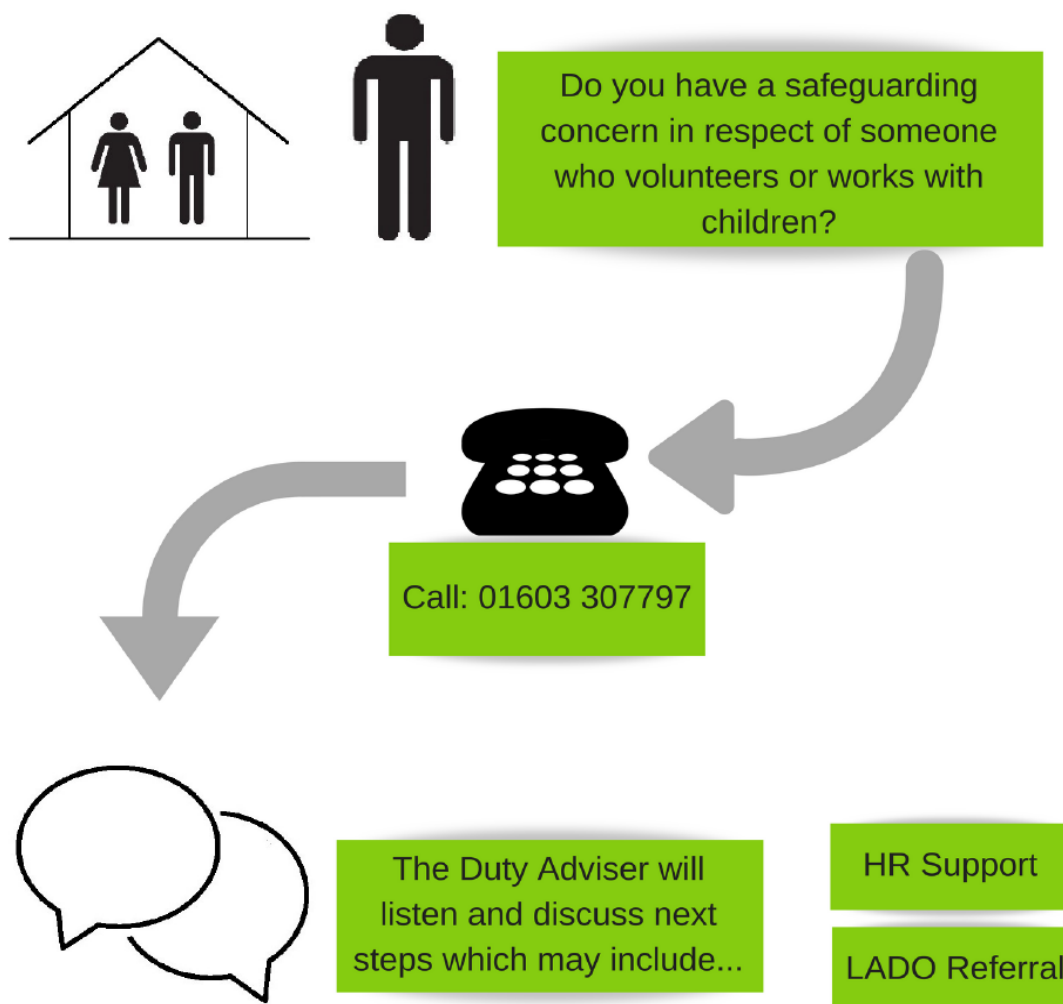 Do you have a safeguarding
concern in respect of someone
who volunteers or works with
children?
Call: 01603 307797
The Duty Adviser will
listen and discuss next
steps which may include...
HR Support
LADO Referral